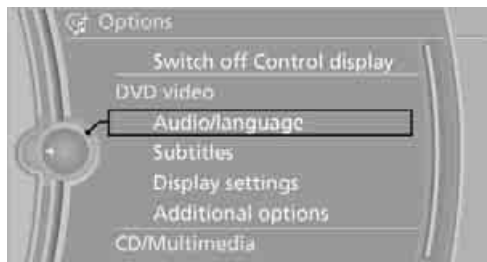 Options
Switch off Control display
DVD video
Audio/language
Subtitles
Display settings
Additional options
CD/Multimedia